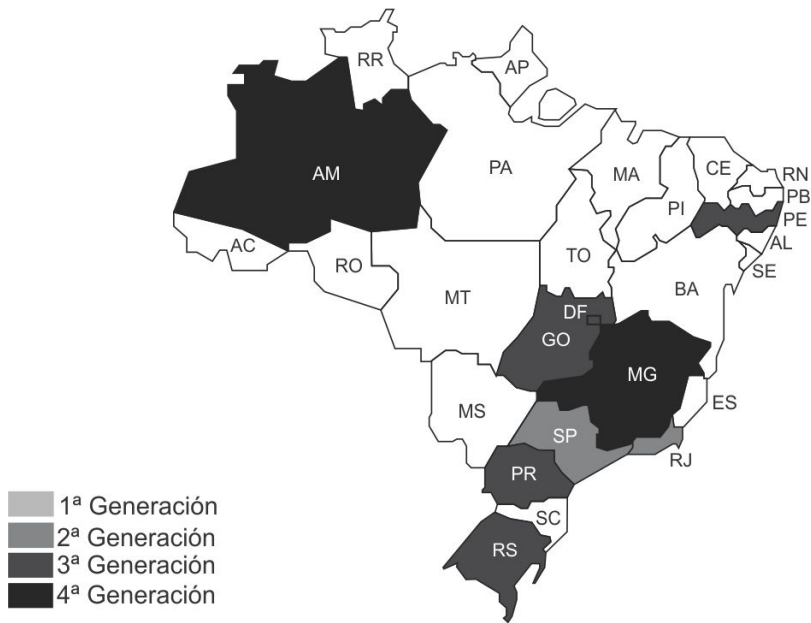 RR
AP
AM
PA
MA
CE
RN
PB
PI
PE
AL
AC
RO
TO
SE
MT
BA
DF
GO
MG
MS
ES
SP
RJ
PR
SC
RS
1ª Generación
2ª Generación
3ª Generación
4ª Generación